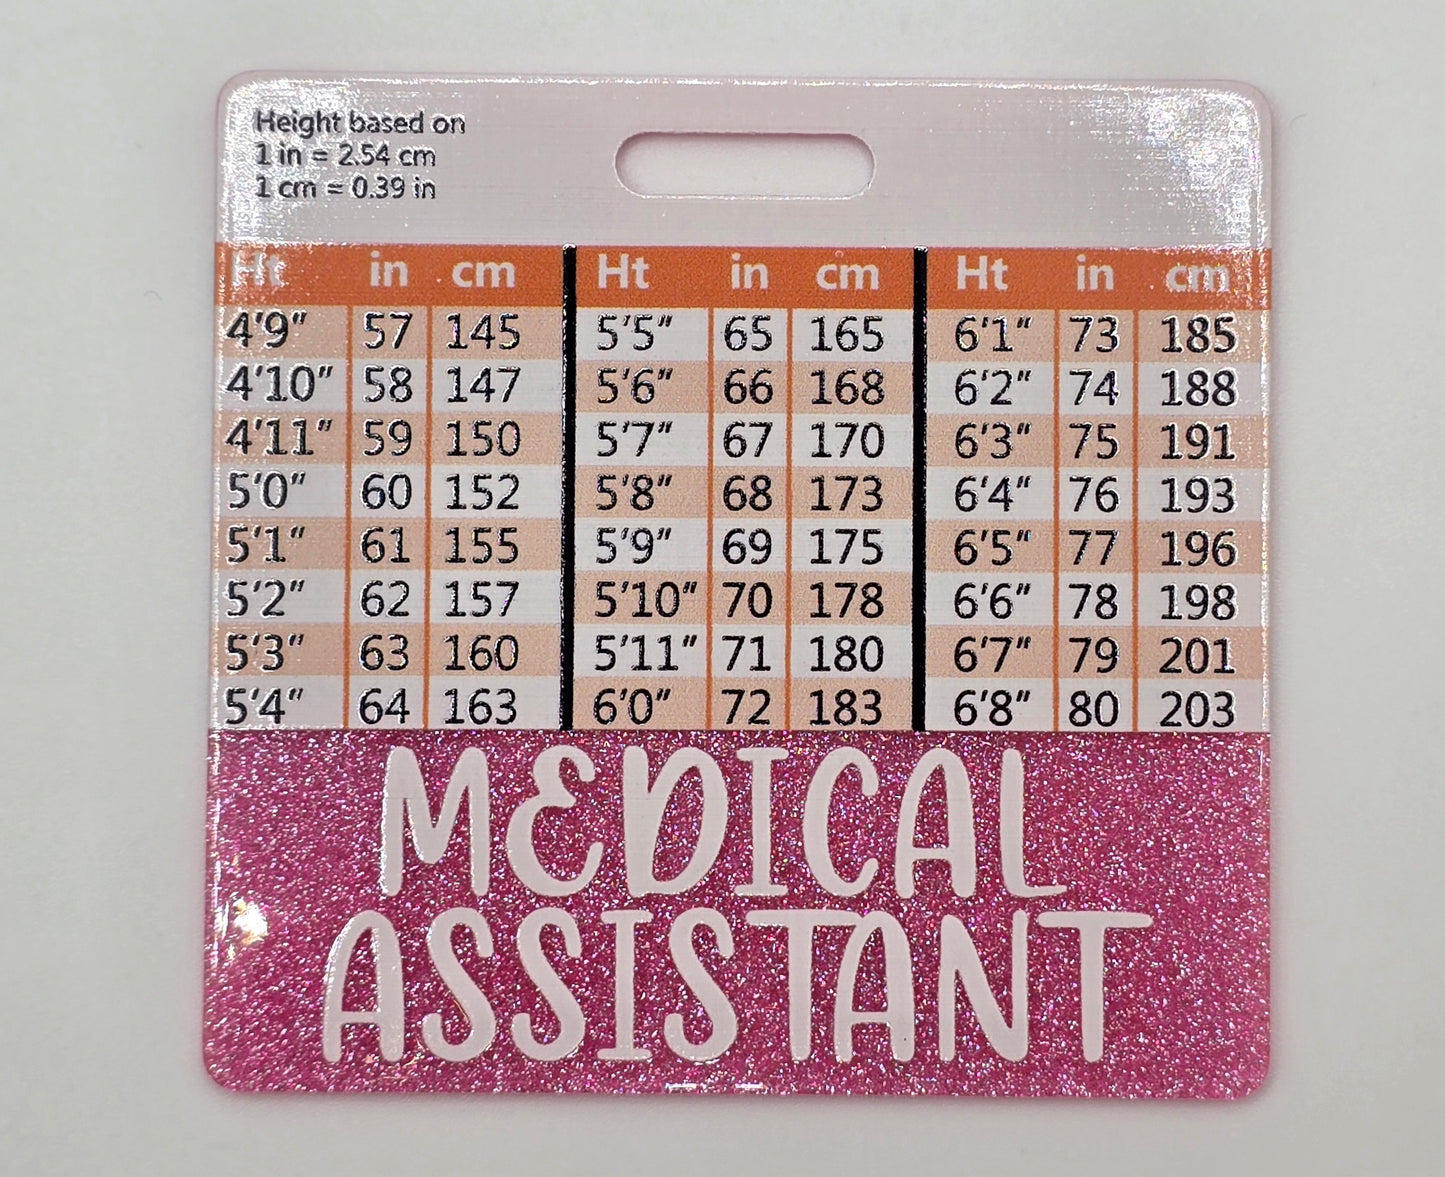 Height based on
1 in = 2.54 cm
1 cm = 0.39 in
Ht in cm Ht in cm Ht in cm
4'9" 57 145 5'5" 65 165 6'1" 73 185
4'10" 58 147 5'6" 66 168 6'2" 74 188
4'11" 59 150 5'7" 67 170 6'3" 75 191
5'0" 60 152 5'8" 68 173 6'4" 76 193
5'1" 61 155 5'9" 69 175 6'5" 77 196
5'2" 62 157 5'10" 70 178 6'6" 78 198
5'3" 63 160 5'11" 71 180 6'7" 79 201
5'4" 64 163 6'0" 72 183 6'8" 80 203
MEDICAL
ASSISTANT